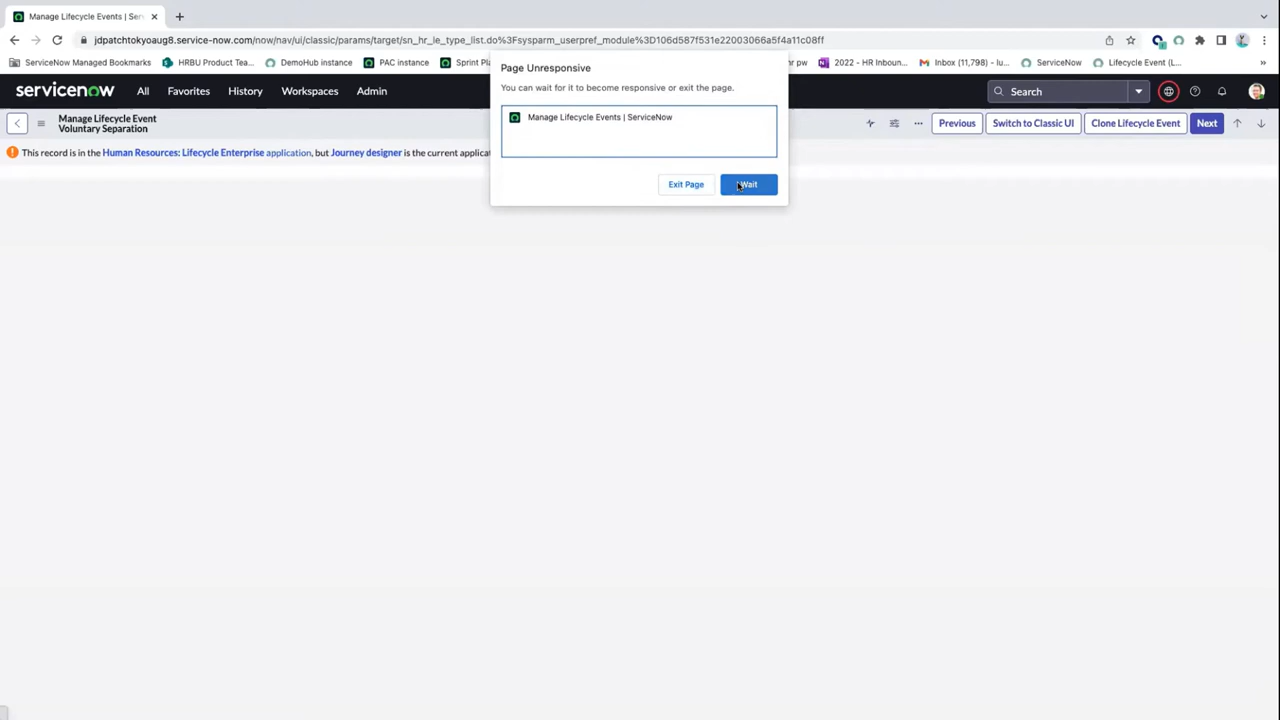 Manage Lifecycle Events | Ser
jdpatchtokyoaug8.service-now.com/now/nav/ui/classic/params/target/sn_hr_le_type_list.do%3Fsysparm_userpref_module%3D106d587f531e22003066a5f4a11c08ff
ServiceNow Managed Bookmarks HRBU Product Tea... DemoHub instance PAC instance Sprint Pl hr pw 2022 - HR Inboun... Inbox (11,798) - lu... ServiceNow Lifecycle Event (L... »
Page Unresponsive
You can wait for it to become responsive or exit the page.
Manage Lifecycle Events | ServiceNow
Exit Page Wait
servicenow All Favorites History Workspaces Admin Search
Manage Lifecycle Event
Voluntary Separation
Previous Switch to Classic UI Clone Lifecycle Event Next
This record is in the Human Resources: Lifecycle Enterprise application, but Journey designer is the current applicat